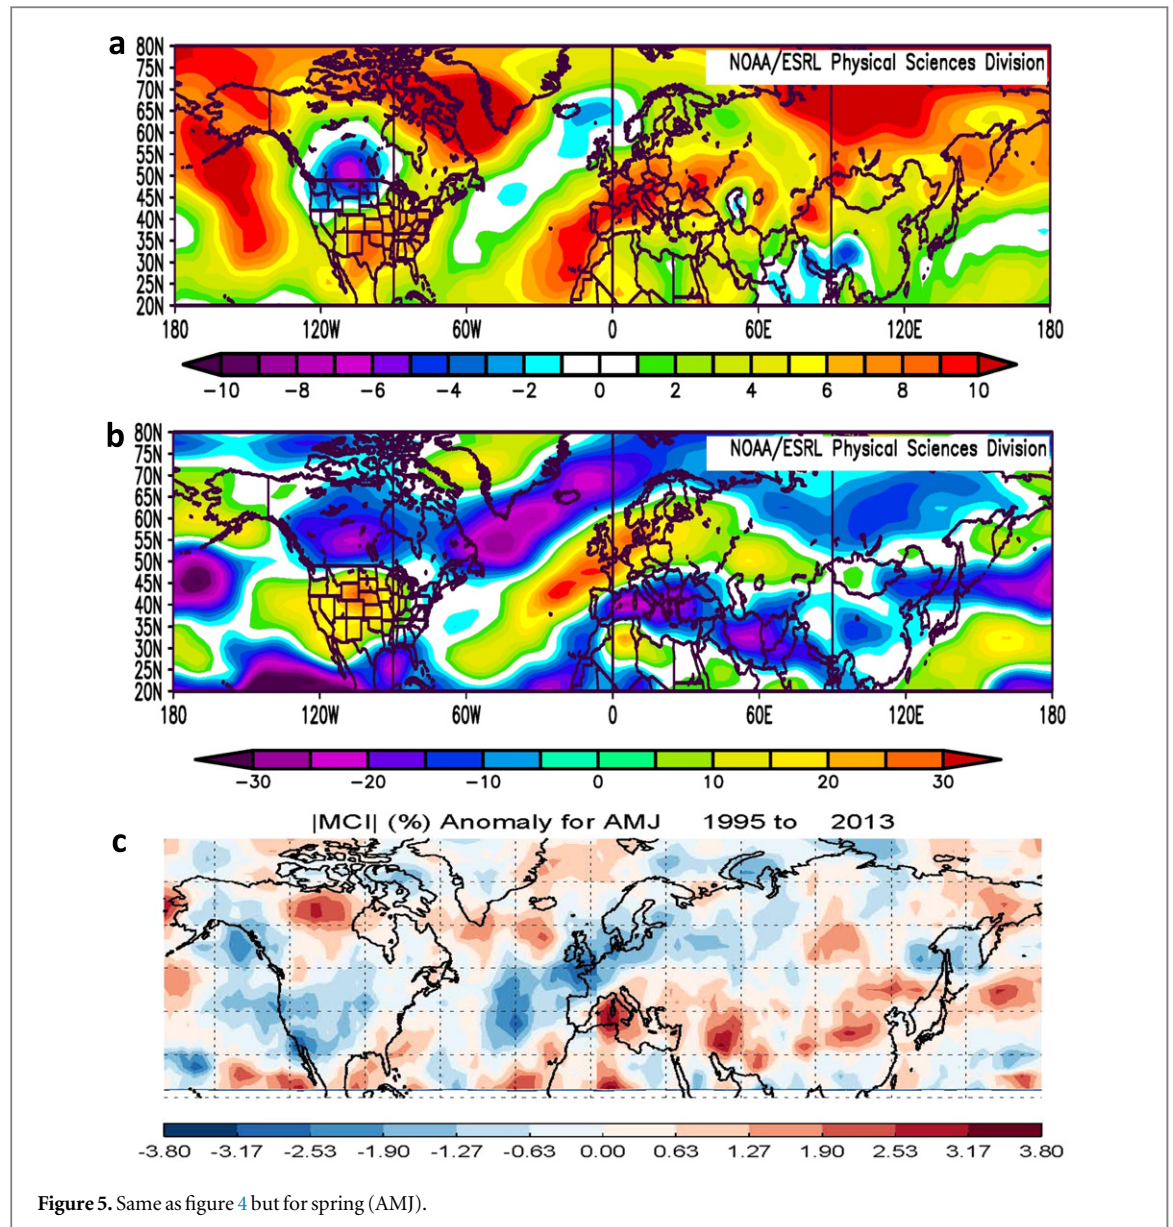 a
80N
75N
70N
65N
60N
55N
50N
45N
40N
35N
30N
25N
20N
NOAA/ESRL Physical Sciences Division
180 120W 60W 0 60E 120E 180
−10 −8 −6 −4 −2 0 2 4 6 8 10
b
80N
75N
70N
65N
60N
55N
50N
45N
40N
35N
30N
25N
20N
NOAA/ESRL Physical Sciences Division
180 120W 60W 0 60E 120E 180
−30 −20 −10 0 10 20 30
|MCI| (%) Anomaly for AMJ 1995 to 2013
c
-3.80 -3.17 -2.53 -1.90 -1.27 -0.63 0.00 0.63 1.27 1.90 2.53 3.17 3.80
Figure 5. Same as figure 4 but for spring (AMJ).